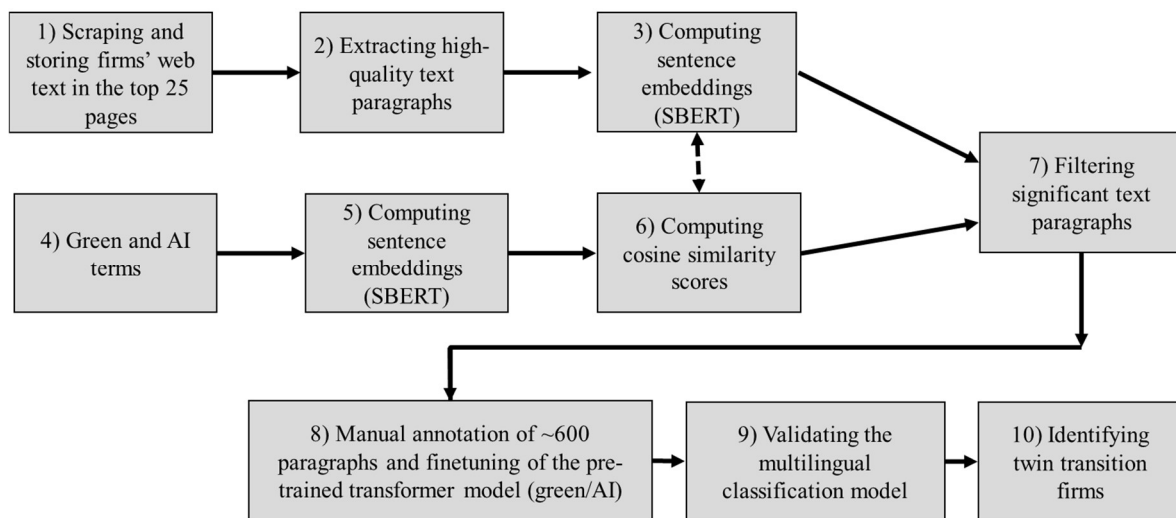 1) Scraping and
storing firms' web
text in the top 25
pages
2) Extracting high-
quality text
paragraphs
3) Computing
sentence
embeddings
(SBERT)
4) Green and AI
terms
5) Computing
sentence
embeddings
(SBERT)
6) Computing
cosine similarity
scores
7) Filtering
significant text
paragraphs
8) Manual annotation of ~600
paragraphs and finetuning of the pre-
trained transformer model (green/AI)
9) Validating the
multilingual
classification model
10) Identifying
twin transition
firms